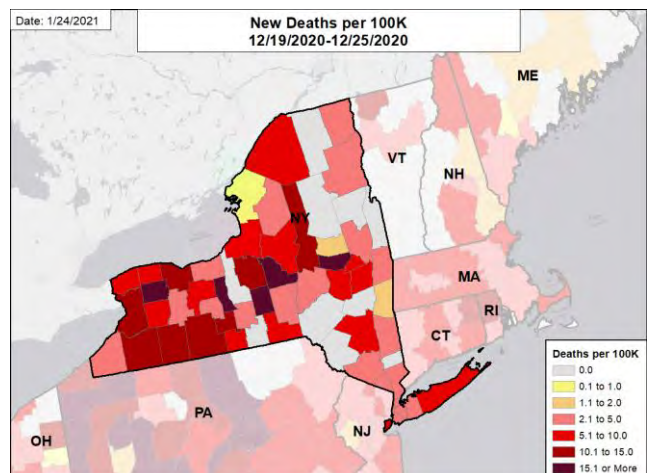 Date: 1/24/2021
New Deaths per 100K
12/19/2020-12/25/2020
ME
VT
NH
NY
MA
RI
CT
PA
OH
NJ
Deaths per 100K
0.0
0.1 to 1.0
1.1 to 2.0
2.1 to 5.0
5.1 to 10.0
10.1 to 15.0
15.1 or More